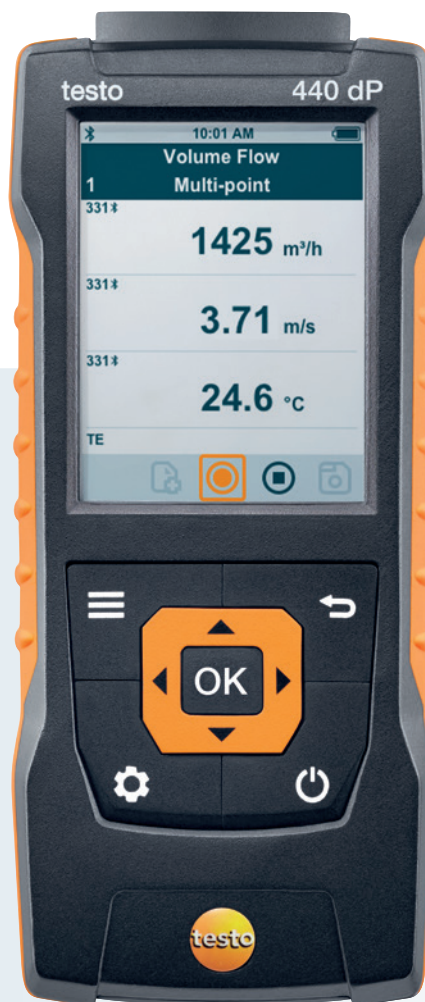 testo 440 dP
10:01 AM
Volume Flow
1 Multi-point
331
1425 m³/h
331
3.71 m/s
331
24.6 °C
TE
OK
testo